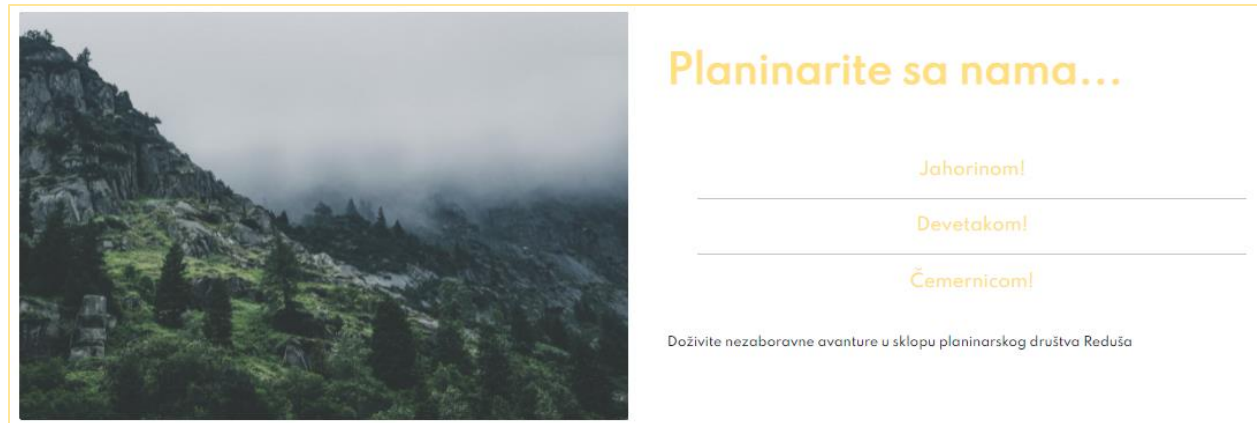 Planinarite sa nama...
Jahorinom!
Devetakom!
Čemernicom!
Doživite nezaboravne avanture u sklopu planinarskog društva Reduša